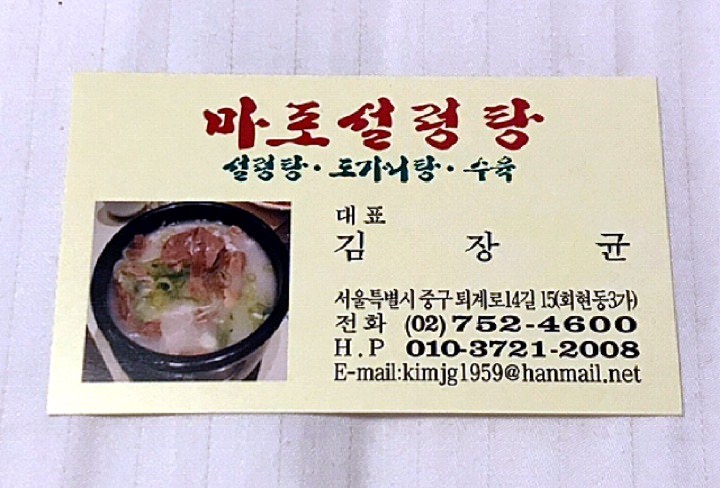 마포설렁탕
설렁탕·도가니탕·수육
대표
김 장 균
서울특별시 중구 퇴계로14길 15(회현동3가)
전화 (02) 752-4600
H.P 010-3721-2008
E-mail:kimjg1959@hanmail.net